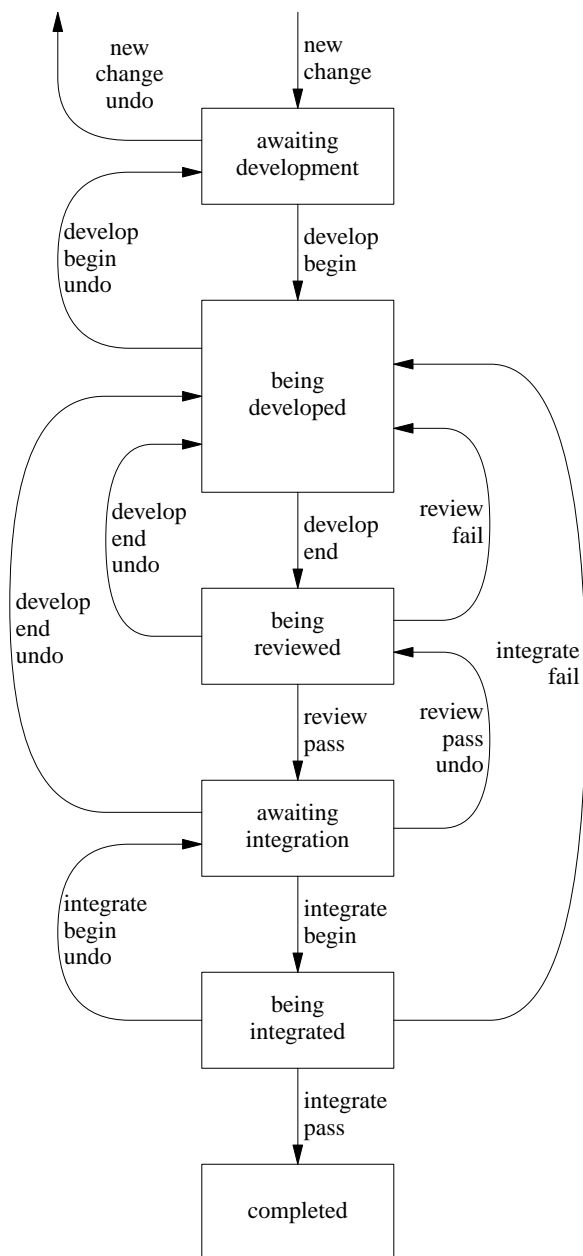 new
change
undo
new
change
awaiting
development
develop
begin
undo
develop
begin
being
developed
develop
end
undo
develop
end
review
fail
develop
end
undo
being
reviewed
integrate
fail
review
pass
review
pass
undo
awaiting
integration
integrate
begin
undo
integrate
begin
being
integrated
integrate
pass
completed